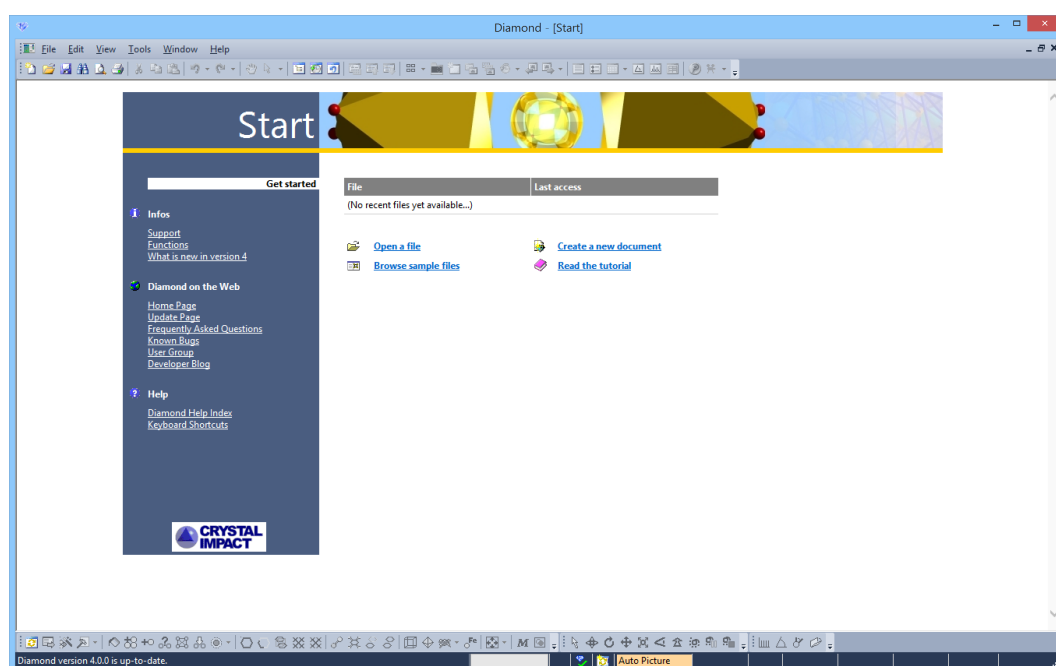 Diamond - [Start]
File Edit View Tools Window Help
Start
Get started
File Last access
(No recent files yet available...)
Infos
Support
Functions
What is new in version 4
Open a file Create a new document
Browse sample files Read the tutorial
Diamond on the Web
Home Page
Update Page
Frequently Asked Questions
Known Bugs
User Group
Developer Blog
Help
Diamond Help Index
Keyboard Shortcuts
CRYSTAL
IMPACT
Diamond version 4.0.0 is up-to-date. Auto Picture